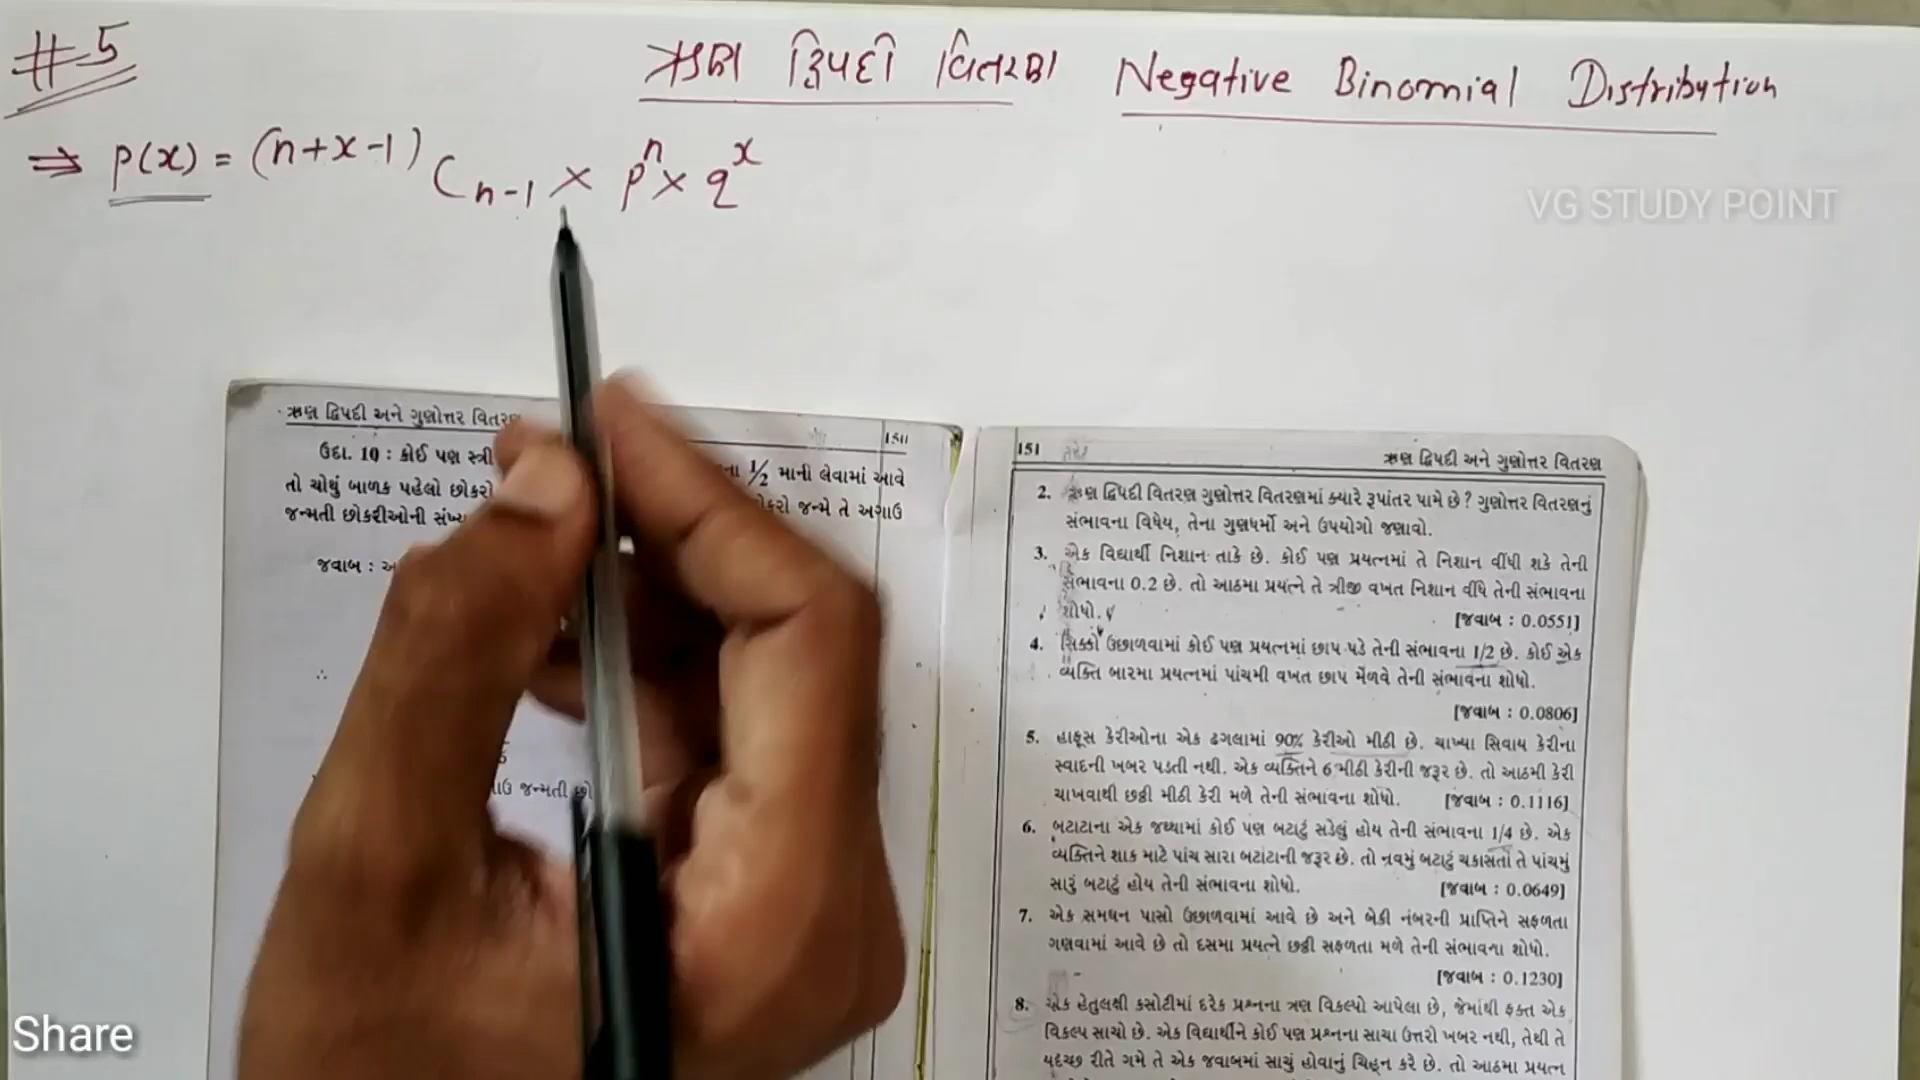 #5
ઋણ દ્વિપદી વિતરણ Negative Binomial Distribution
⇒ p(x) = (n+x-1) C n-1 × pⁿ × qˣ
VG STUDY POINT
ઋણ દ્વિપદી અને ગુણોત્તર વિતરણ
150
ઉદા. 10 : કોઈ પણ સ્ત્રી
1/2 માની લેવામાં આવે
તો ચોથું બાળક પહેલો છોકરો
જન્મે તે અગાઉ
જન્મતી છોકરીઓની
જવાબ :
∴
જન્મતી
151
ઋણ દ્વિપદી અને ગુણોત્તર વિતરણ
2. ઋણ દ્વિપદી વિતરણ ગુણોત્તર વિતરણમાં ક્યારે રૂપાંતર પામે છે? ગુણોત્તર વિતરણનું
સંભાવના વિધેય, તેના ગુણધર્મો અને ઉપયોગો જણાવો.
3. એક વિદ્યાર્થી નિશાન તાકે છે. કોઈ પણ પ્રયત્નમાં તે નિશાન વીંધી શકે તેની
સંભાવના 0.2 છે. તો આઠમા પ્રયત્ને તે ત્રીજી વખત નિશાન વીંધે તેની સંભાવના
શોધો.
[જવાબ : 0.0551]
4. સિક્કો ઉછાળવામાં કોઈ પણ પ્રયત્નમાં છાપ પડે તેની સંભાવના 1/2 છે. કોઈ એક
વ્યક્તિ બારમા પ્રયત્નમાં પાંચમી વખત છાપ મેળવે તેની સંભાવના શોધો.
[જવાબ : 0.0806]
5. હાફૂસ કેરીઓના એક ઢગલામાં 90% કેરીઓ મીઠી છે. ચાખ્યા સિવાય કેરીના
સ્વાદની ખબર પડતી નથી. એક વ્યક્તિને 6 મીઠી કેરીની જરૂર છે. તો આઠમી કેરી
ચાખવાથી છઠ્ઠી મીઠી કેરી મળે તેની સંભાવના શોધો. [જવાબ : 0.1116]
6. બટાટાના એક જથ્થામાં કોઈ પણ બટાટું સડેલું હોય તેની સંભાવના 1/4 છે. એક
વ્યક્તિને શાક માટે પાંચ સારા બટાટાની જરૂર છે. તો નવમું બટાટું ચકાસતાં તે પાંચમું
સારું બટાટું હોય તેની સંભાવના શોધો. [જવાબ : 0.0649]
7. એક સમઘન પાસો ઉછાળવામાં આવે છે અને બેકી નંબરની પ્રાપ્તિને સફળતા
ગણવામાં આવે છે તો દસમા પ્રયત્ને છઠ્ઠી સફળતા મળે તેની સંભાવના શોધો.
[જવાબ : 0.1230]
8. એક હેતુલક્ષી કસોટીમાં દરેક પ્રશ્નના ત્રણ વિકલ્પો આપેલા છે, જેમાંથી ફક્ત એક
વિકલ્પ સાચો છે. એક વિદ્યાર્થીને કોઈ પણ પ્રશ્નના સાચા ઉત્તરો ખબર નથી, તેથી તે
યદૃચ્છ રીતે ગમે તે એક જવાબમાં સાચું હોવાનું ચિહ્ન કરે છે. તો આઠમા પ્રયત્ન
Share